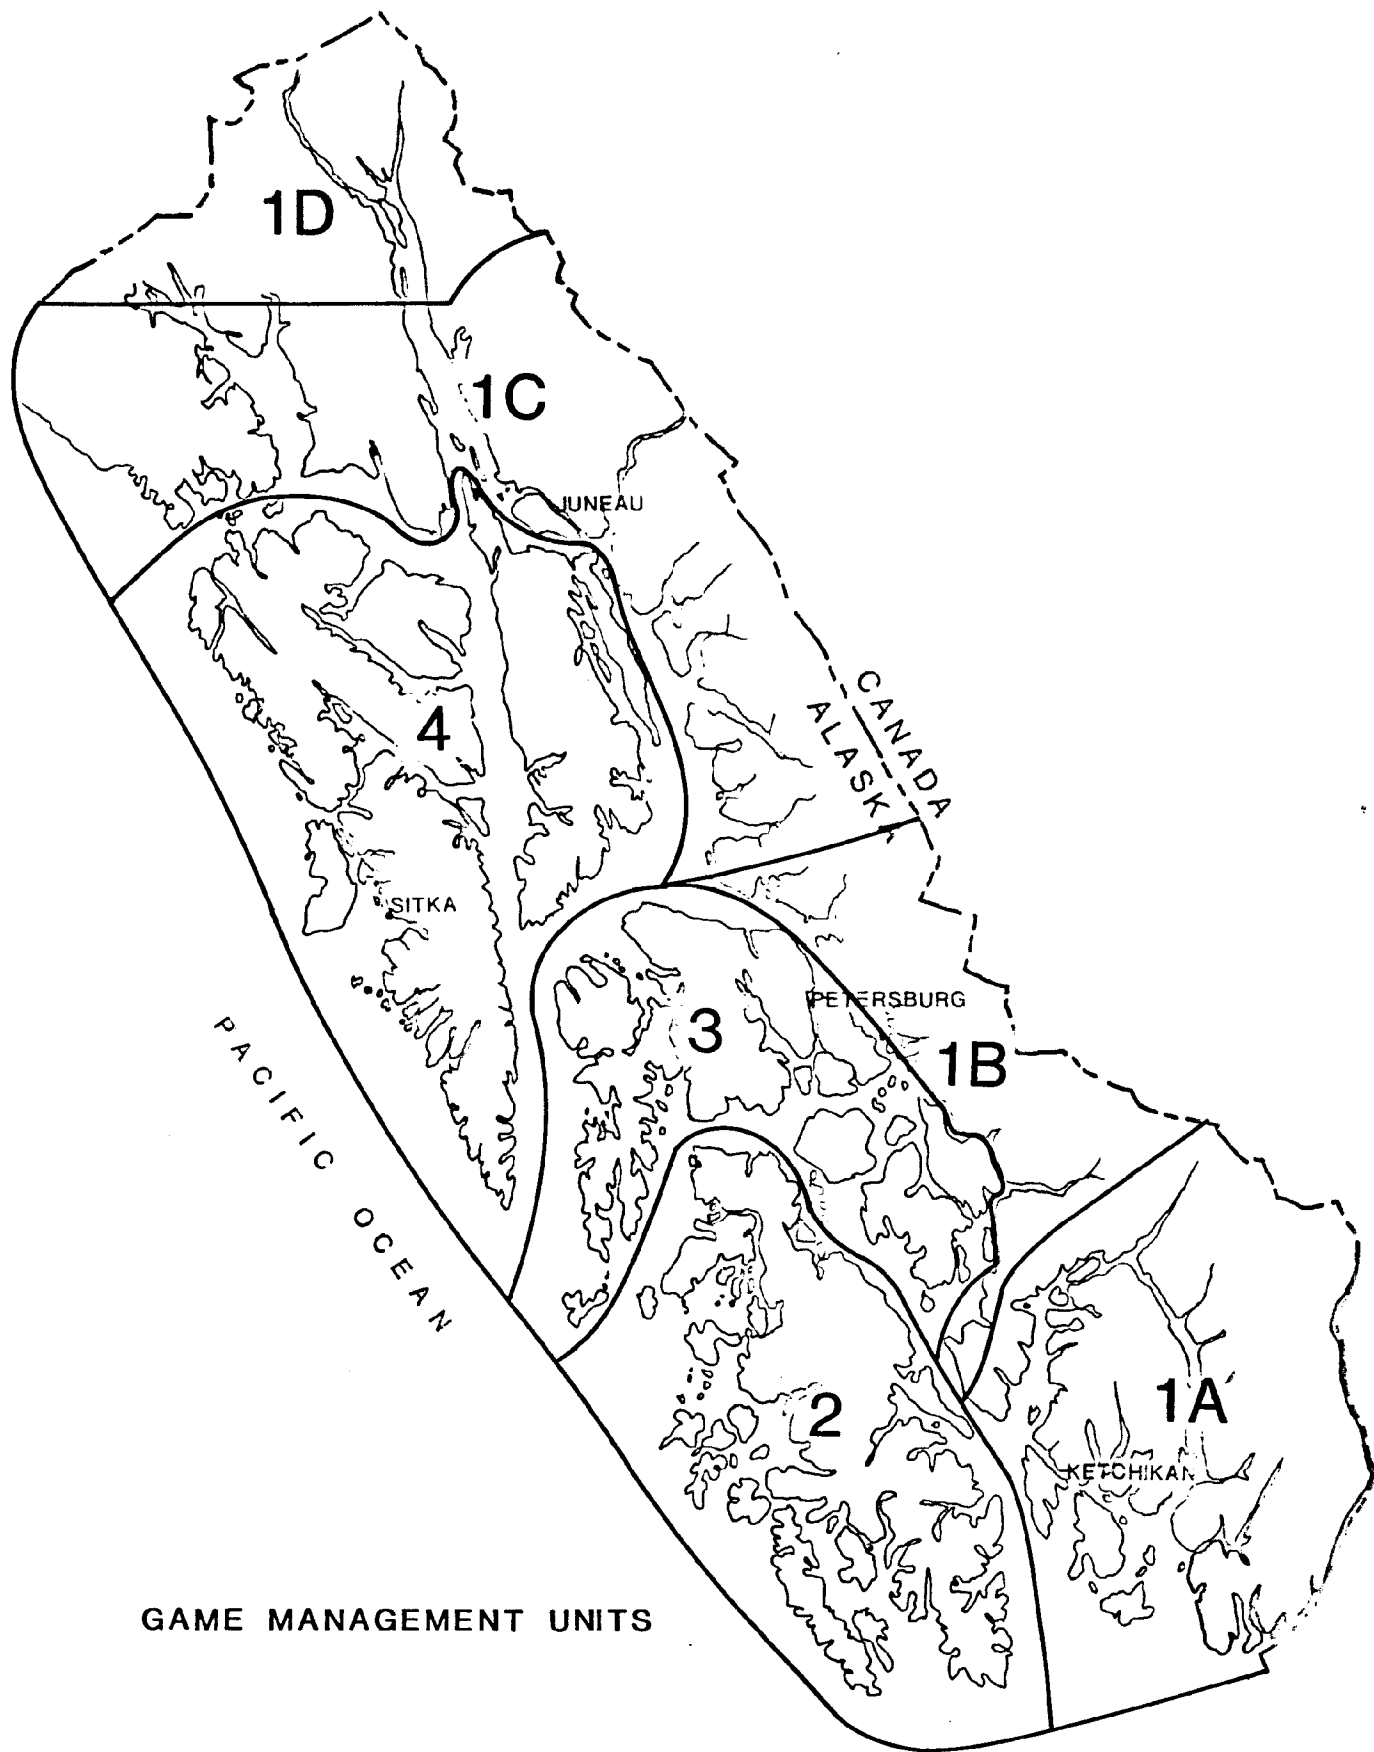 1D
1C
JUNEAU
CANADA
ALASKA
4
SITKA
PETERSBURG
3
1B
PACIFIC OCEAN
1A
2
KETCHIKAN
GAME MANAGEMENT UNITS